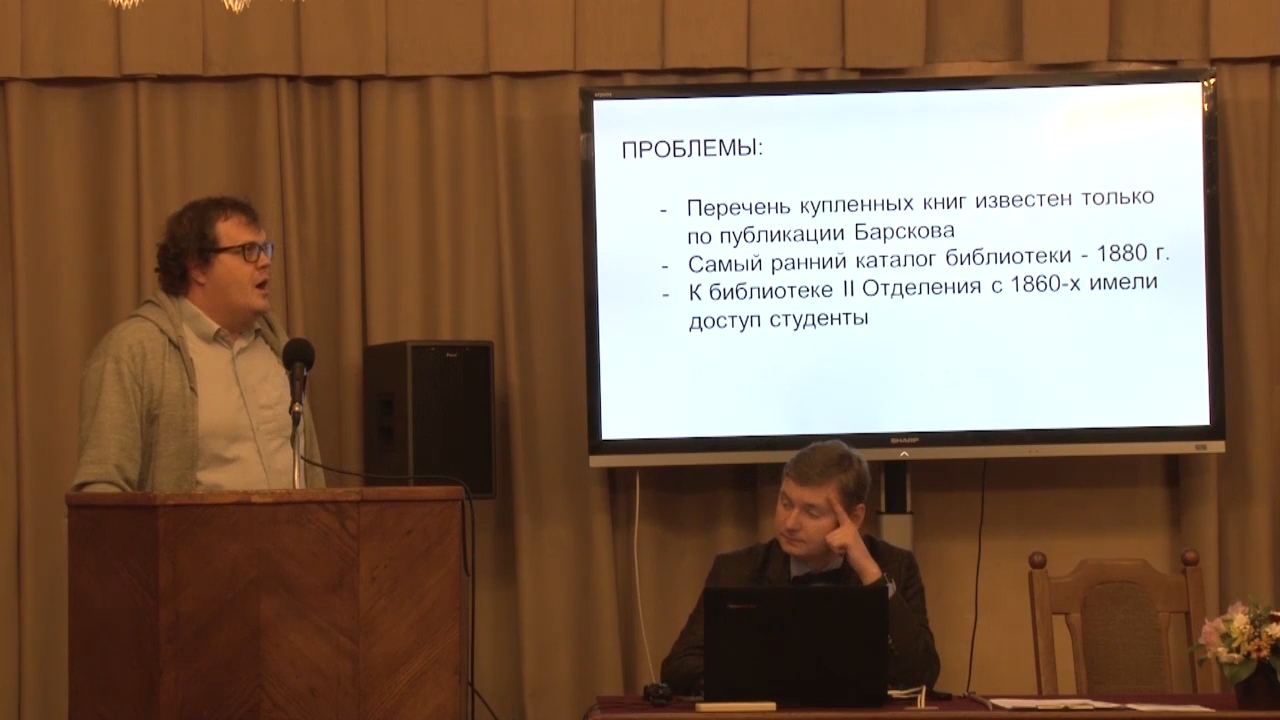 ПРОБЛЕМЫ:
- Перечень купленных книг известен только
по публикации Барскова
- Самый ранний каталог библиотеки - 1880 г.
- К библиотеке II Отделения с 1860-х имели
доступ студенты
SHARP